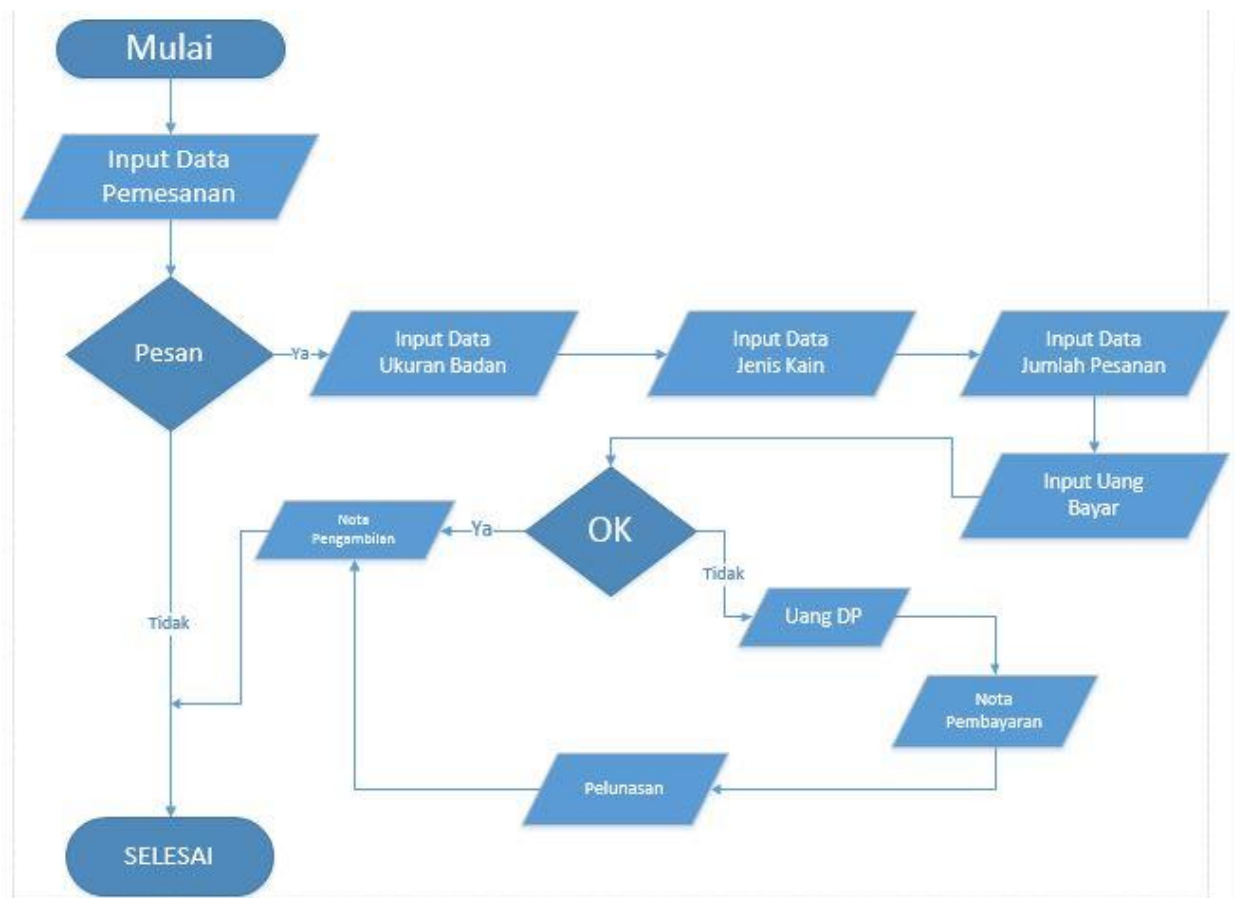 Mulai
Input Data
Pemesanan
Pesan
Ya
Input Data
Ukuran Badan
Input Data
Jenis Kain
Input Data
Jumlah Pesanan
Input Uang
Bayar
OK
Ya
Nota
Pengambilan
Tidak
Uang DP
Nota
Pembayaran
Pelunasan
Tidak
SELESAI